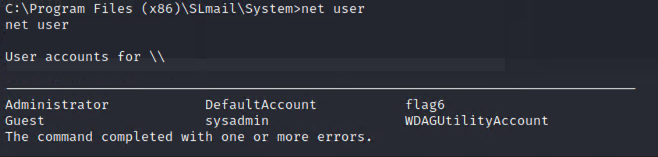 C:\Program Files (x86)\SLmail\System>net user
net user
User accounts for \\
-------------------------------------------------------------------------------
Administrator            DefaultAccount           flag6
Guest                    sysadmin                 WDAGUtilityAccount
The command completed with one or more errors.